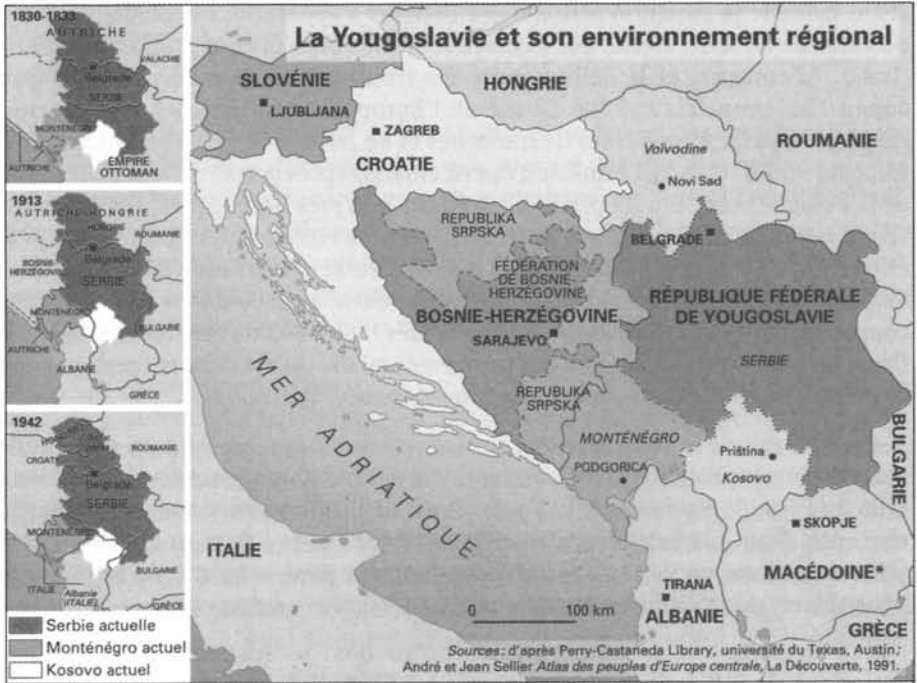 La Yougoslavie et son environnement régional
1830-1833
AUTRICHE
VALACHIE
Belgrade
SERBIE
MONTÉNÉGRO
AUTRICHE
EMPIRE
OTTOMAN
1913
AUTRICHE-HONGRIE
HONGRIE
ROUMANIE
Belgrade
BOSNIE-
HERZÉGOVINE
SERBIE
MONTÉNÉGRO
BULGARIE
AUTRICHE
ALBANIE
GRÈCE
1942
ROUMANIE
CROATIE
Belgrade
SERBIE
MONTÉNÉGRO
BULGARIE
ITALIE
Albanie
(ITALIE)
GRÈCE
Serbie actuelle
Monténégro actuel
Kosovo actuel
SLOVÉNIE
LJUBLJANA
HONGRIE
ZAGREB
CROATIE
Voïvodine
Novi Sad
ROUMANIE
REPUBLIKA
SRPSKA
BELGRADE
FÉDÉRATION
DE BOSNIE-
HERZÉGOVINE
BOSNIE-HERZÉGOVINE
SARAJEVO
RÉPUBLIQUE FÉDÉRALE
DE YOUGOSLAVIE
SERBIE
REPUBLIKA
SRPSKA
MER ADRIATIQUE
MONTÉNÉGRO
PODGORICA
Priština
Kosovo
BULGARIE
SKOPJE
ITALIE
MACÉDOINE
TIRANA
ALBANIE
GRÈCE
0 100 km
Sources : d'après Perry-Castaneda Library, université du Texas, Austin;
André et Jean Sellier Atlas des peuples d'Europe centrale, La Découverte, 1991.